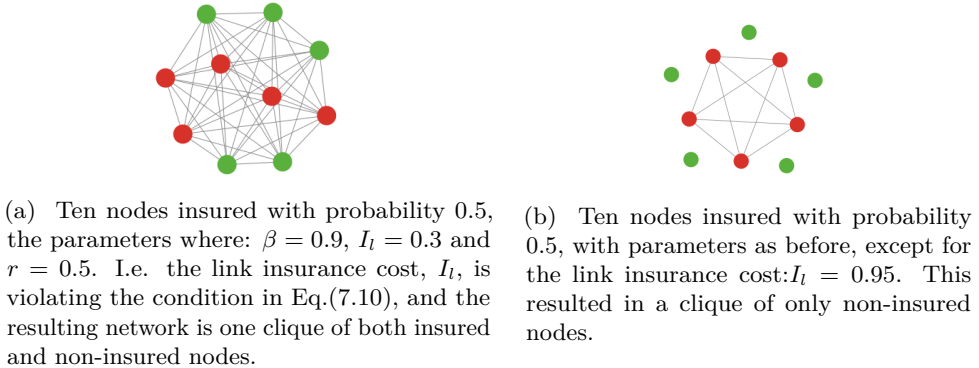 (a) Ten nodes insured with probability 0.5,
the parameters where: β = 0.9, I_l = 0.3 and
r = 0.5. I.e. the link insurance cost, I_l, is
violating the condition in Eq.(7.10), and the
resulting network is one clique of both insured
and non-insured nodes.
(b) Ten nodes insured with probability
0.5, with parameters as before, except for
the link insurance cost:I_l = 0.95. This
resulted in a clique of only non-insured
nodes.